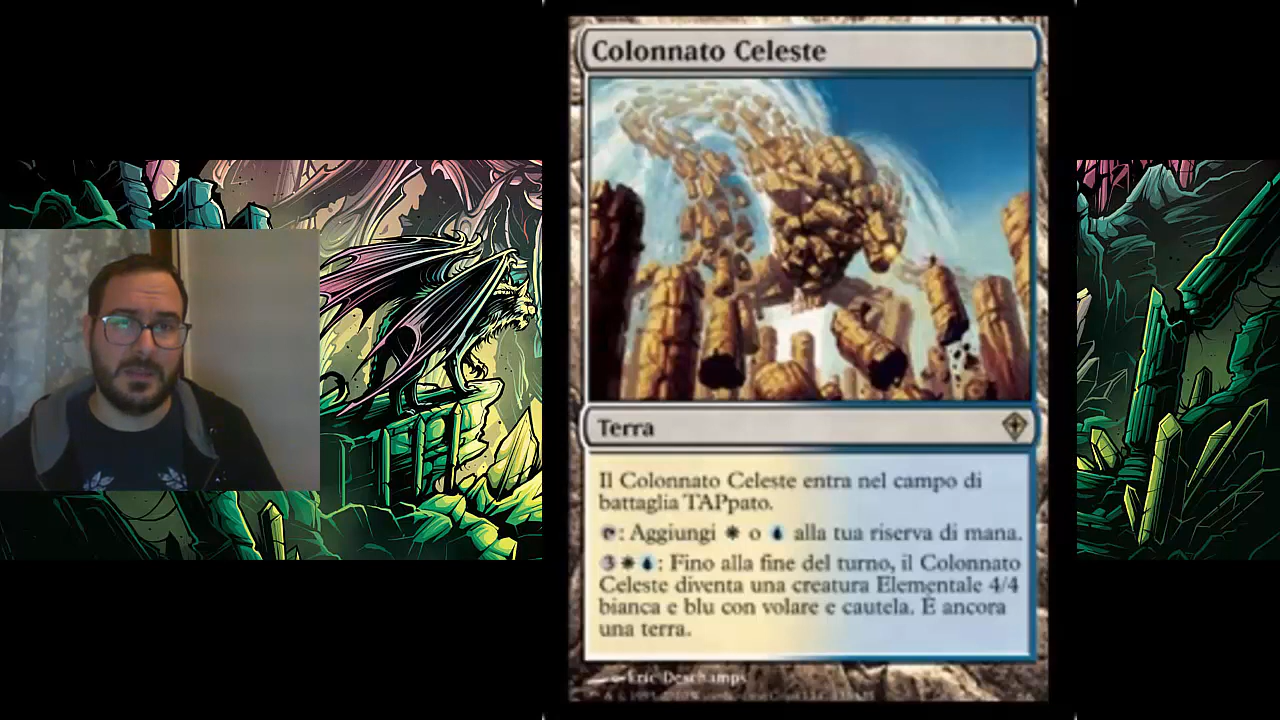 Colonnato Celeste
Terra
Il Colonnato Celeste entra nel campo di
battaglia TAPpato.
: Aggiungi o alla tua riserva di mana.
3 : Fino alla fine del turno, il Colonnato
Celeste diventa una creatura Elementale 4/4
bianca e blu con volare e cautela. È ancora
una terra.
Eric Deschamps